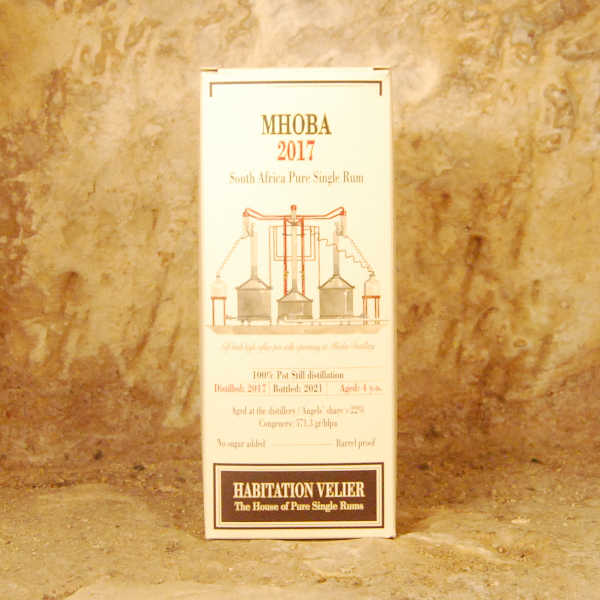 MHOBA
2017
South Africa Pure Single Rum
100% Pot Still distillation
Distilled: 2017 Bottled: 2021 Aged: 4 y.o.
Aged at the distillery / Angels' share >22%
Congeners: 571.3 gr/hlpa
No sugar added Barrel proof
HABITATION VELIER
The House of Pure Single Rums